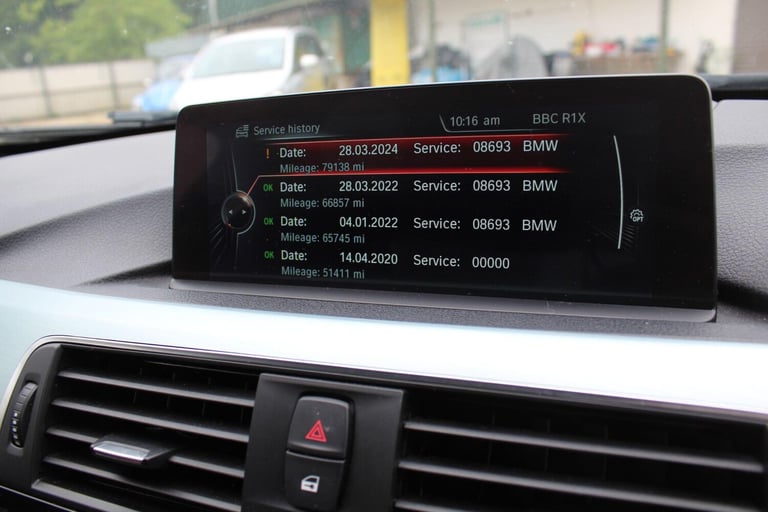 Service history
10:16 am
BBC R1X
! Date: 28.03.2024 Service: 08693 BMW
Mileage: 79138 mi
OK Date: 28.03.2022 Service: 08693 BMW
Mileage: 66857 mi
OK Date: 04.01.2022 Service: 08693 BMW
Mileage: 65745 mi
OK Date: 14.04.2020 Service: 00000
Mileage: 51411 mi
OPT